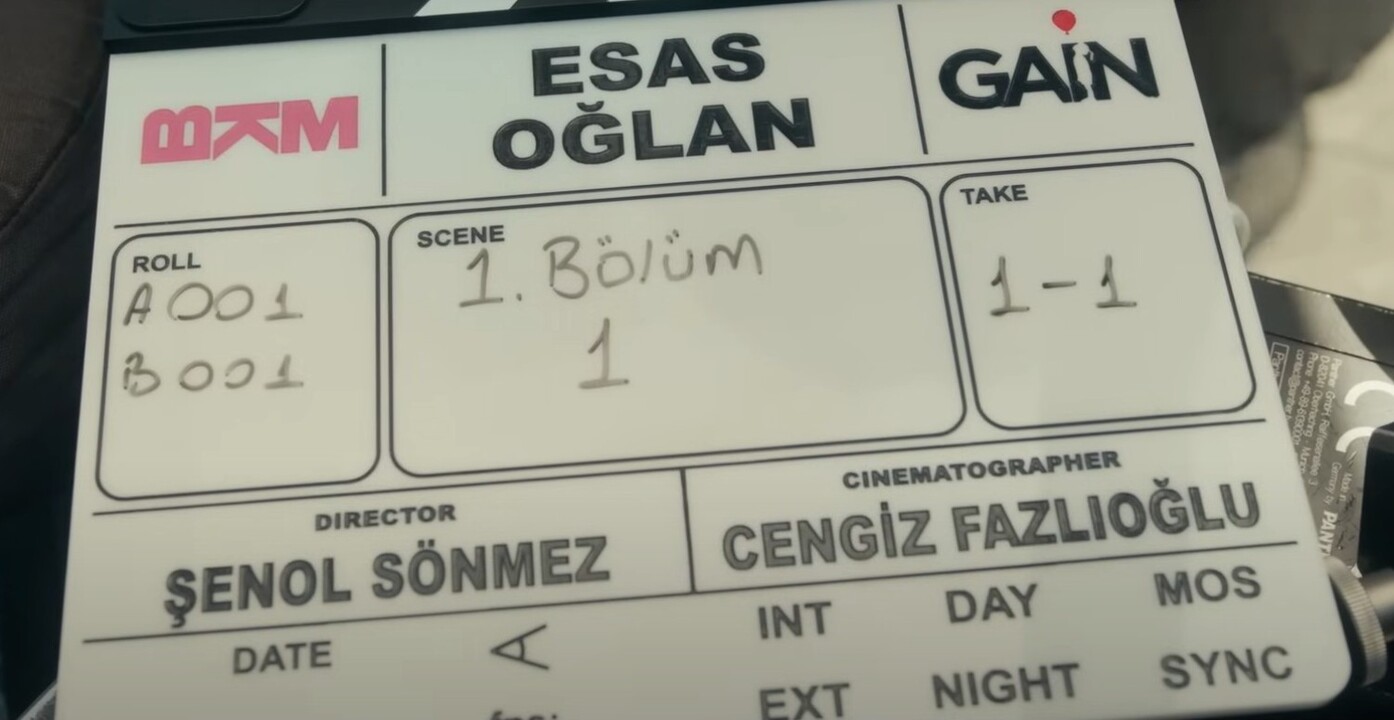 BKM
ESAS
OĞLAN
GAİN
ROLL
A001
B001
SCENE
1. Bölüm
1
TAKE
1-1
DIRECTOR
ŞENOL SÖNMEZ
CINEMATOGRAPHER
CENGİZ FAZLIOĞLU
DATE
A
INT DAY MOS
EXT NIGHT SYNC